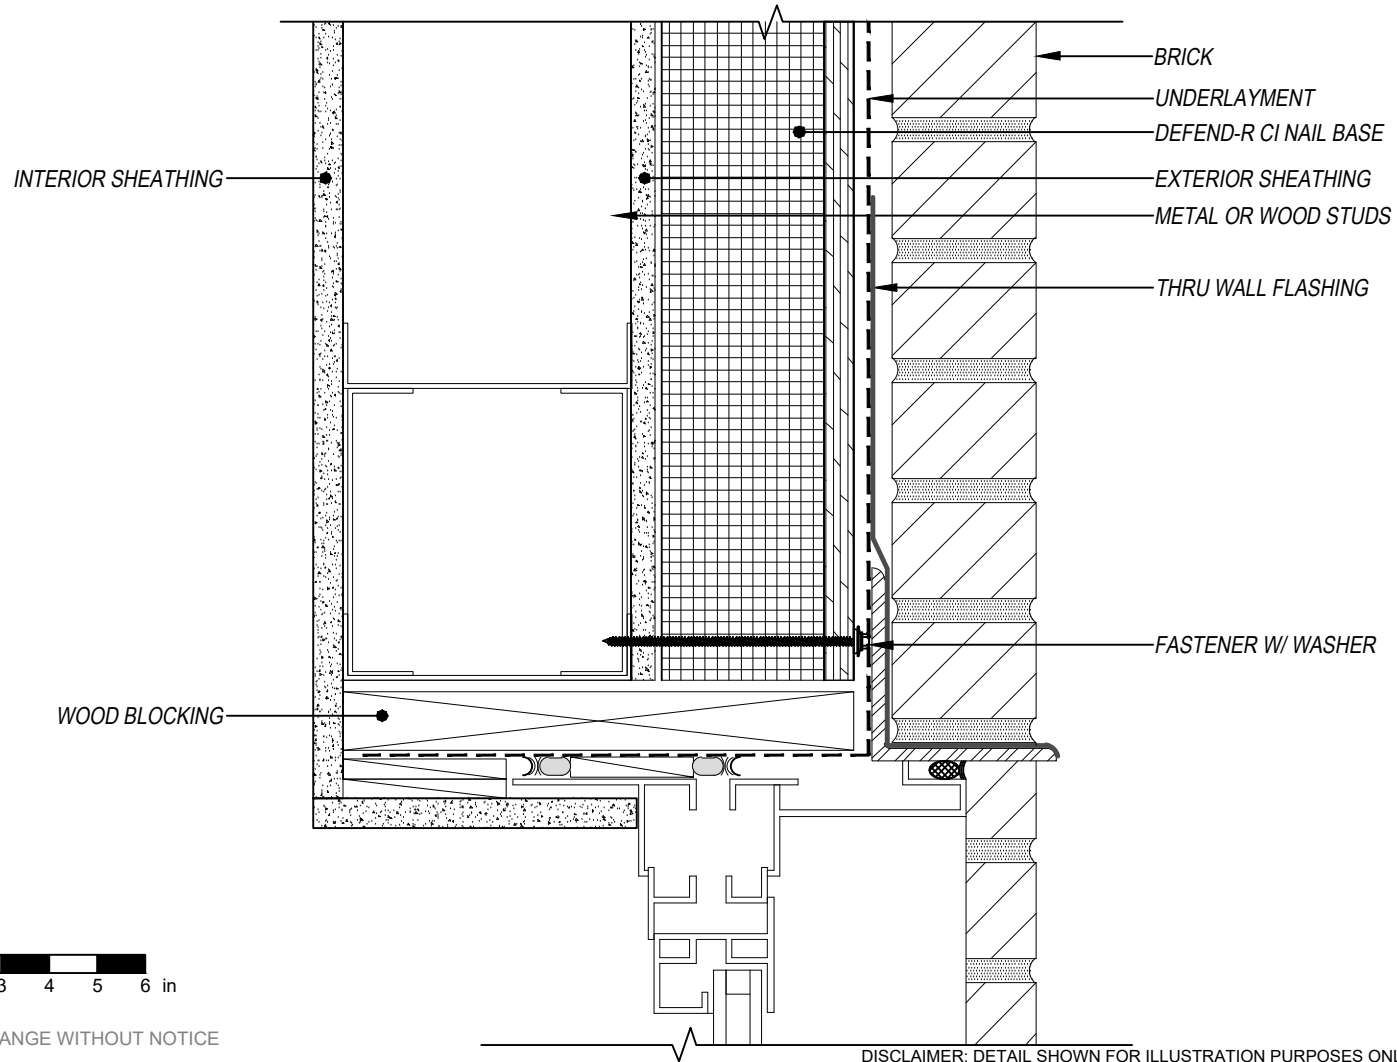 BRICK
UNDERLAYMENT
DEFEND-R CI NAIL BASE
INTERIOR SHEATHING
EXTERIOR SHEATHING
METAL OR WOOD STUDS
THRU WALL FLASHING
FASTENER W/ WASHER
WOOD BLOCKING
3 4 5 6 in
ANGE WITHOUT NOTICE
DISCLAIMER: DETAIL SHOWN FOR ILLUSTRATION PURPOSES